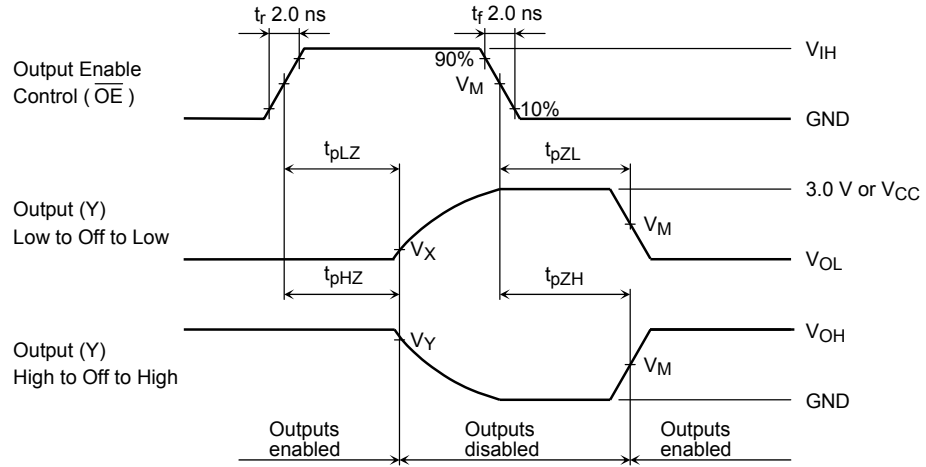 tr 2.0 ns
tf 2.0 ns
Output Enable
Control ( OE )
90%
VM
10%
VIH
GND
tpLZ
tpZL
3.0 V or VCC
Output (Y)
Low to Off to Low
VX
VM
VOL
tpHZ
tpZH
Output (Y)
High to Off to High
VY
VM
VOH
GND
Outputs
enabled
Outputs
disabled
Outputs
enabled